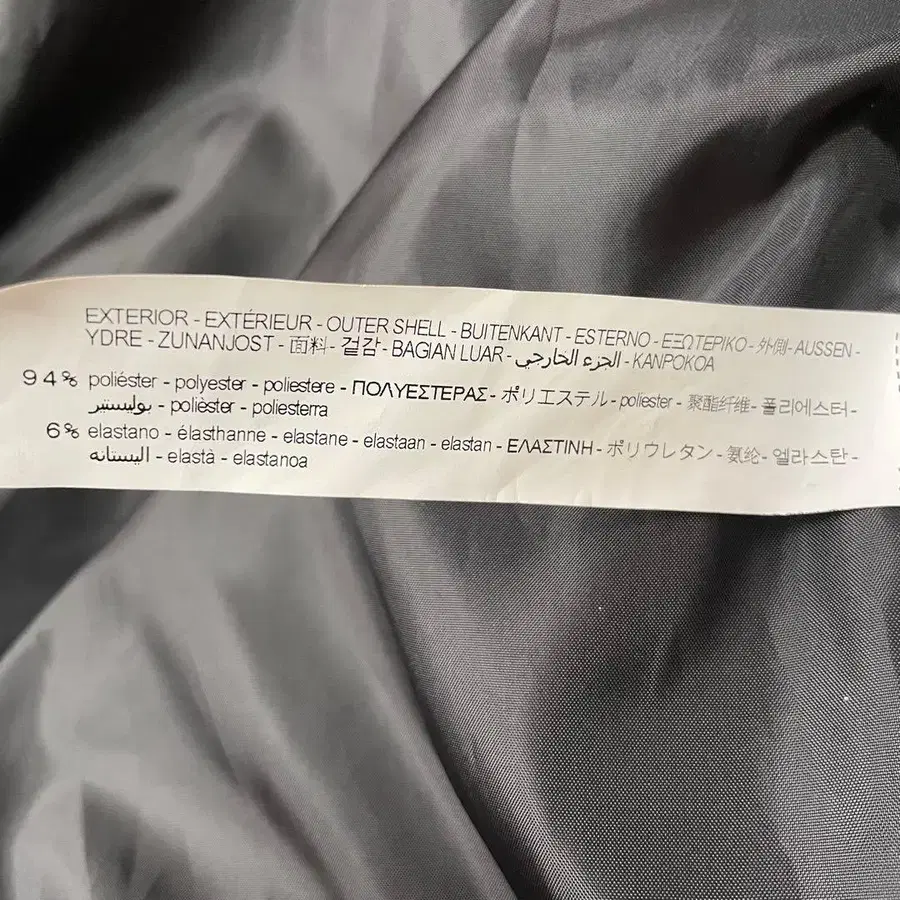 EXTERIOR - EXTÉRIEUR - OUTER SHELL - BUITENKANT - ESTERNO - ΕΞΩΤΕΡΙΚΟ - 外側 - AUSSEN -
YDRE - ZUNANJOST - 面料 - 겉감 - BAGIAN LUAR - الجزء الخارجي - KANPOKOA
94% poliéster - polyester - poliestere - ΠΟΛΥΕΣΤΕΡΑΣ - ポリエステル - poliester - 聚酯纤维 - 폴리에스터 -
بوليستير - polièster - poliesterra
6% elastano - élasthanne - elastane - elastaan - elastan - ΕΛΑΣΤΙΝΗ - ポリウレタン - 氨纶 - 엘라스탄 -
اليستانه - elastà - elastanoa